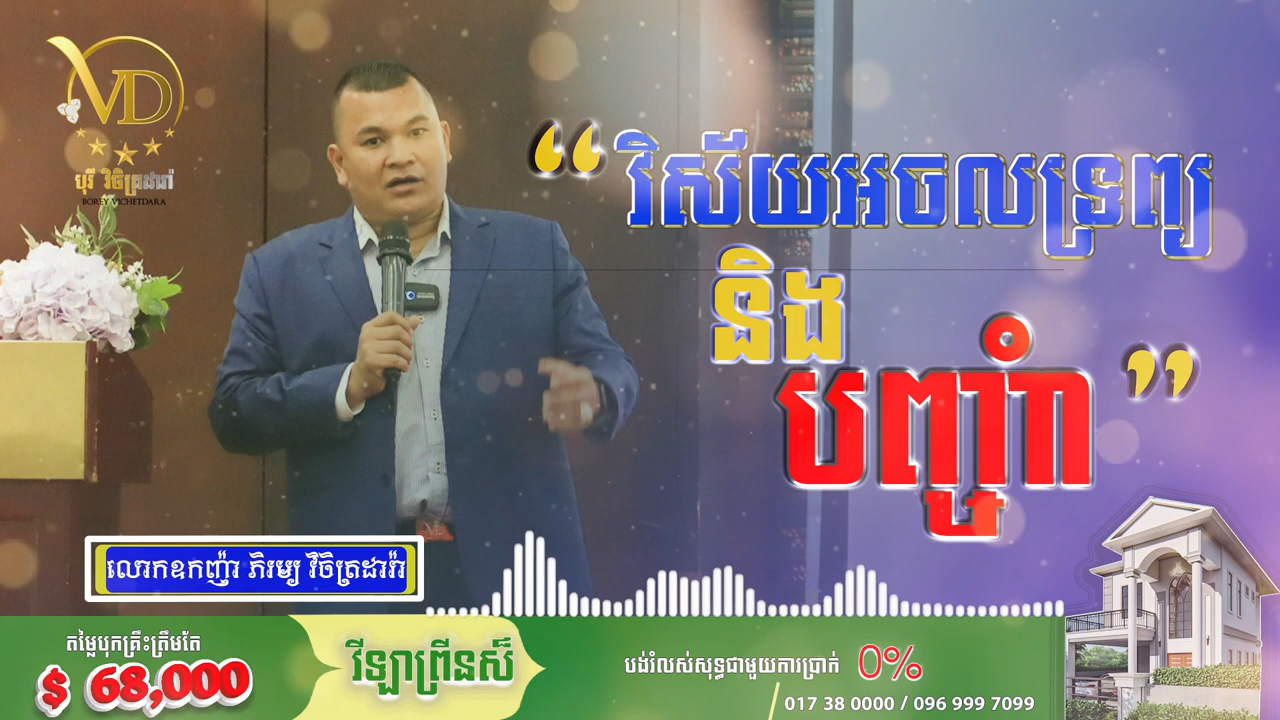 VD
បុរី វិចិត្រដារ៉ា
BOREY VICHETDARA
“វិស័យអចលទ្រព្យ
និង
បញ្ជាំ”
លោកឧកញ៉ា ភិរម្យ វិចិត្រដារ៉ា
តម្លៃបុកគ្រឹះត្រឹមតែ
$ 68,000
វីឡាព្រីនស៍
បង់រំលស់សុទ្ធជាមួយការប្រាក់ 0%
017 38 0000 / 096 999 7099